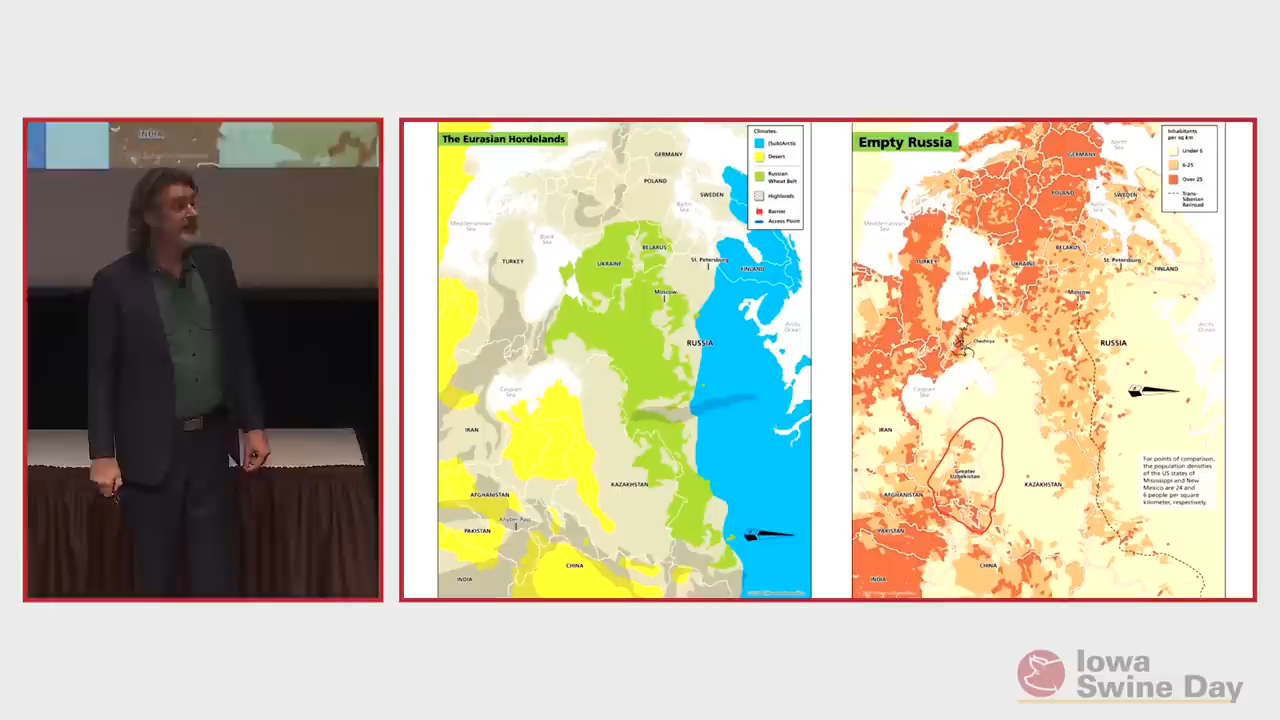 INDIA
The Eurasian Hordelands
Climates:
(Sub)Arctic
Desert
Russian
Wheat Belt
Highlands
Barrier
Access Point
GERMANY
POLAND
SWEDEN
Baltic
Sea
Mediterranean
Sea
Black
Sea
TURKEY
UKRAINE
BELARUS
St. Petersburg
FINLAND
Moscow
Arctic
Ocean
RUSSIA
Caspian
Sea
IRAN
KAZAKHSTAN
AFGHANISTAN
Khyber Pass
PAKISTAN
CHINA
INDIA
Empty Russia
Inhabitants
per sq km
Under 6
6-25
Over 25
Trans-
Siberian
Railroad
North
Sea
GERMANY
POLAND
SWEDEN
Baltic
Sea
Mediterranean
Sea
TURKEY
Black
Sea
UKRAINE
BELARUS
St. Petersburg
FINLAND
Moscow
Arctic
Ocean
Chechnya
RUSSIA
Caspian
Sea
IRAN
Greater
Uzbekistan
KAZAKHSTAN
AFGHANISTAN
PAKISTAN
CHINA
INDIA
For points of comparison,
the population densities
of the US states of
Mississippi and New
Mexico are 24 and
6 people per square
kilometer, respectively.
Iowa
Swine Day